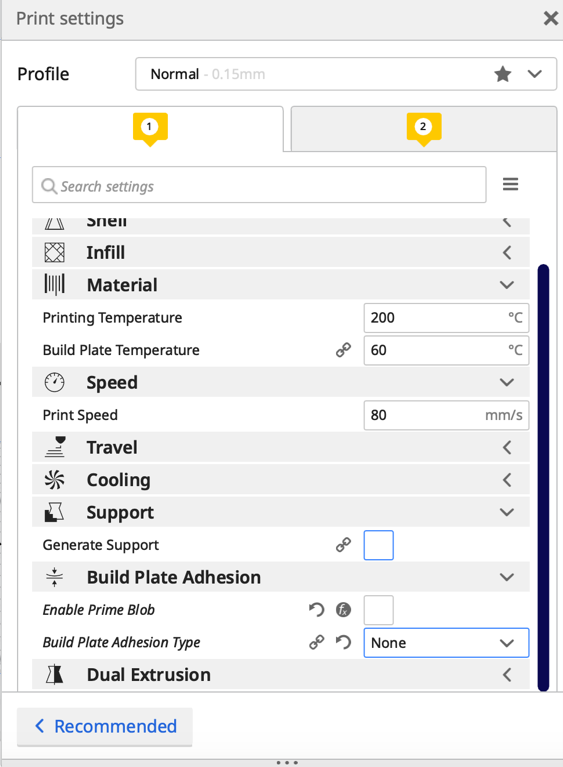 Print settings
Profile
Normal - 0.15mm
1
2
Search settings
Shell
Infill
Material
Printing Temperature 200 °C
Build Plate Temperature 60 °C
Speed
Print Speed 80 mm/s
Travel
Cooling
Support
Generate Support
Build Plate Adhesion
Enable Prime Blob fx
Build Plate Adhesion Type None
Dual Extrusion
Recommended